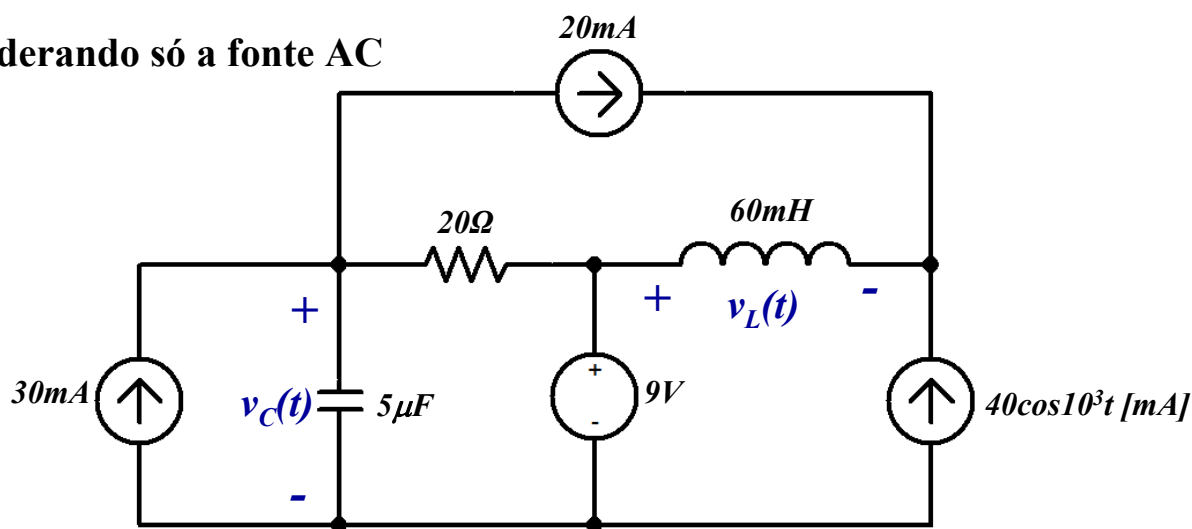 derando só a fonte AC
20mA
20Ω
60mH
+
+ v_L(t) -
30mA
v_C(t)
5μF
+
-
9V
40cos10³t [mA]
-